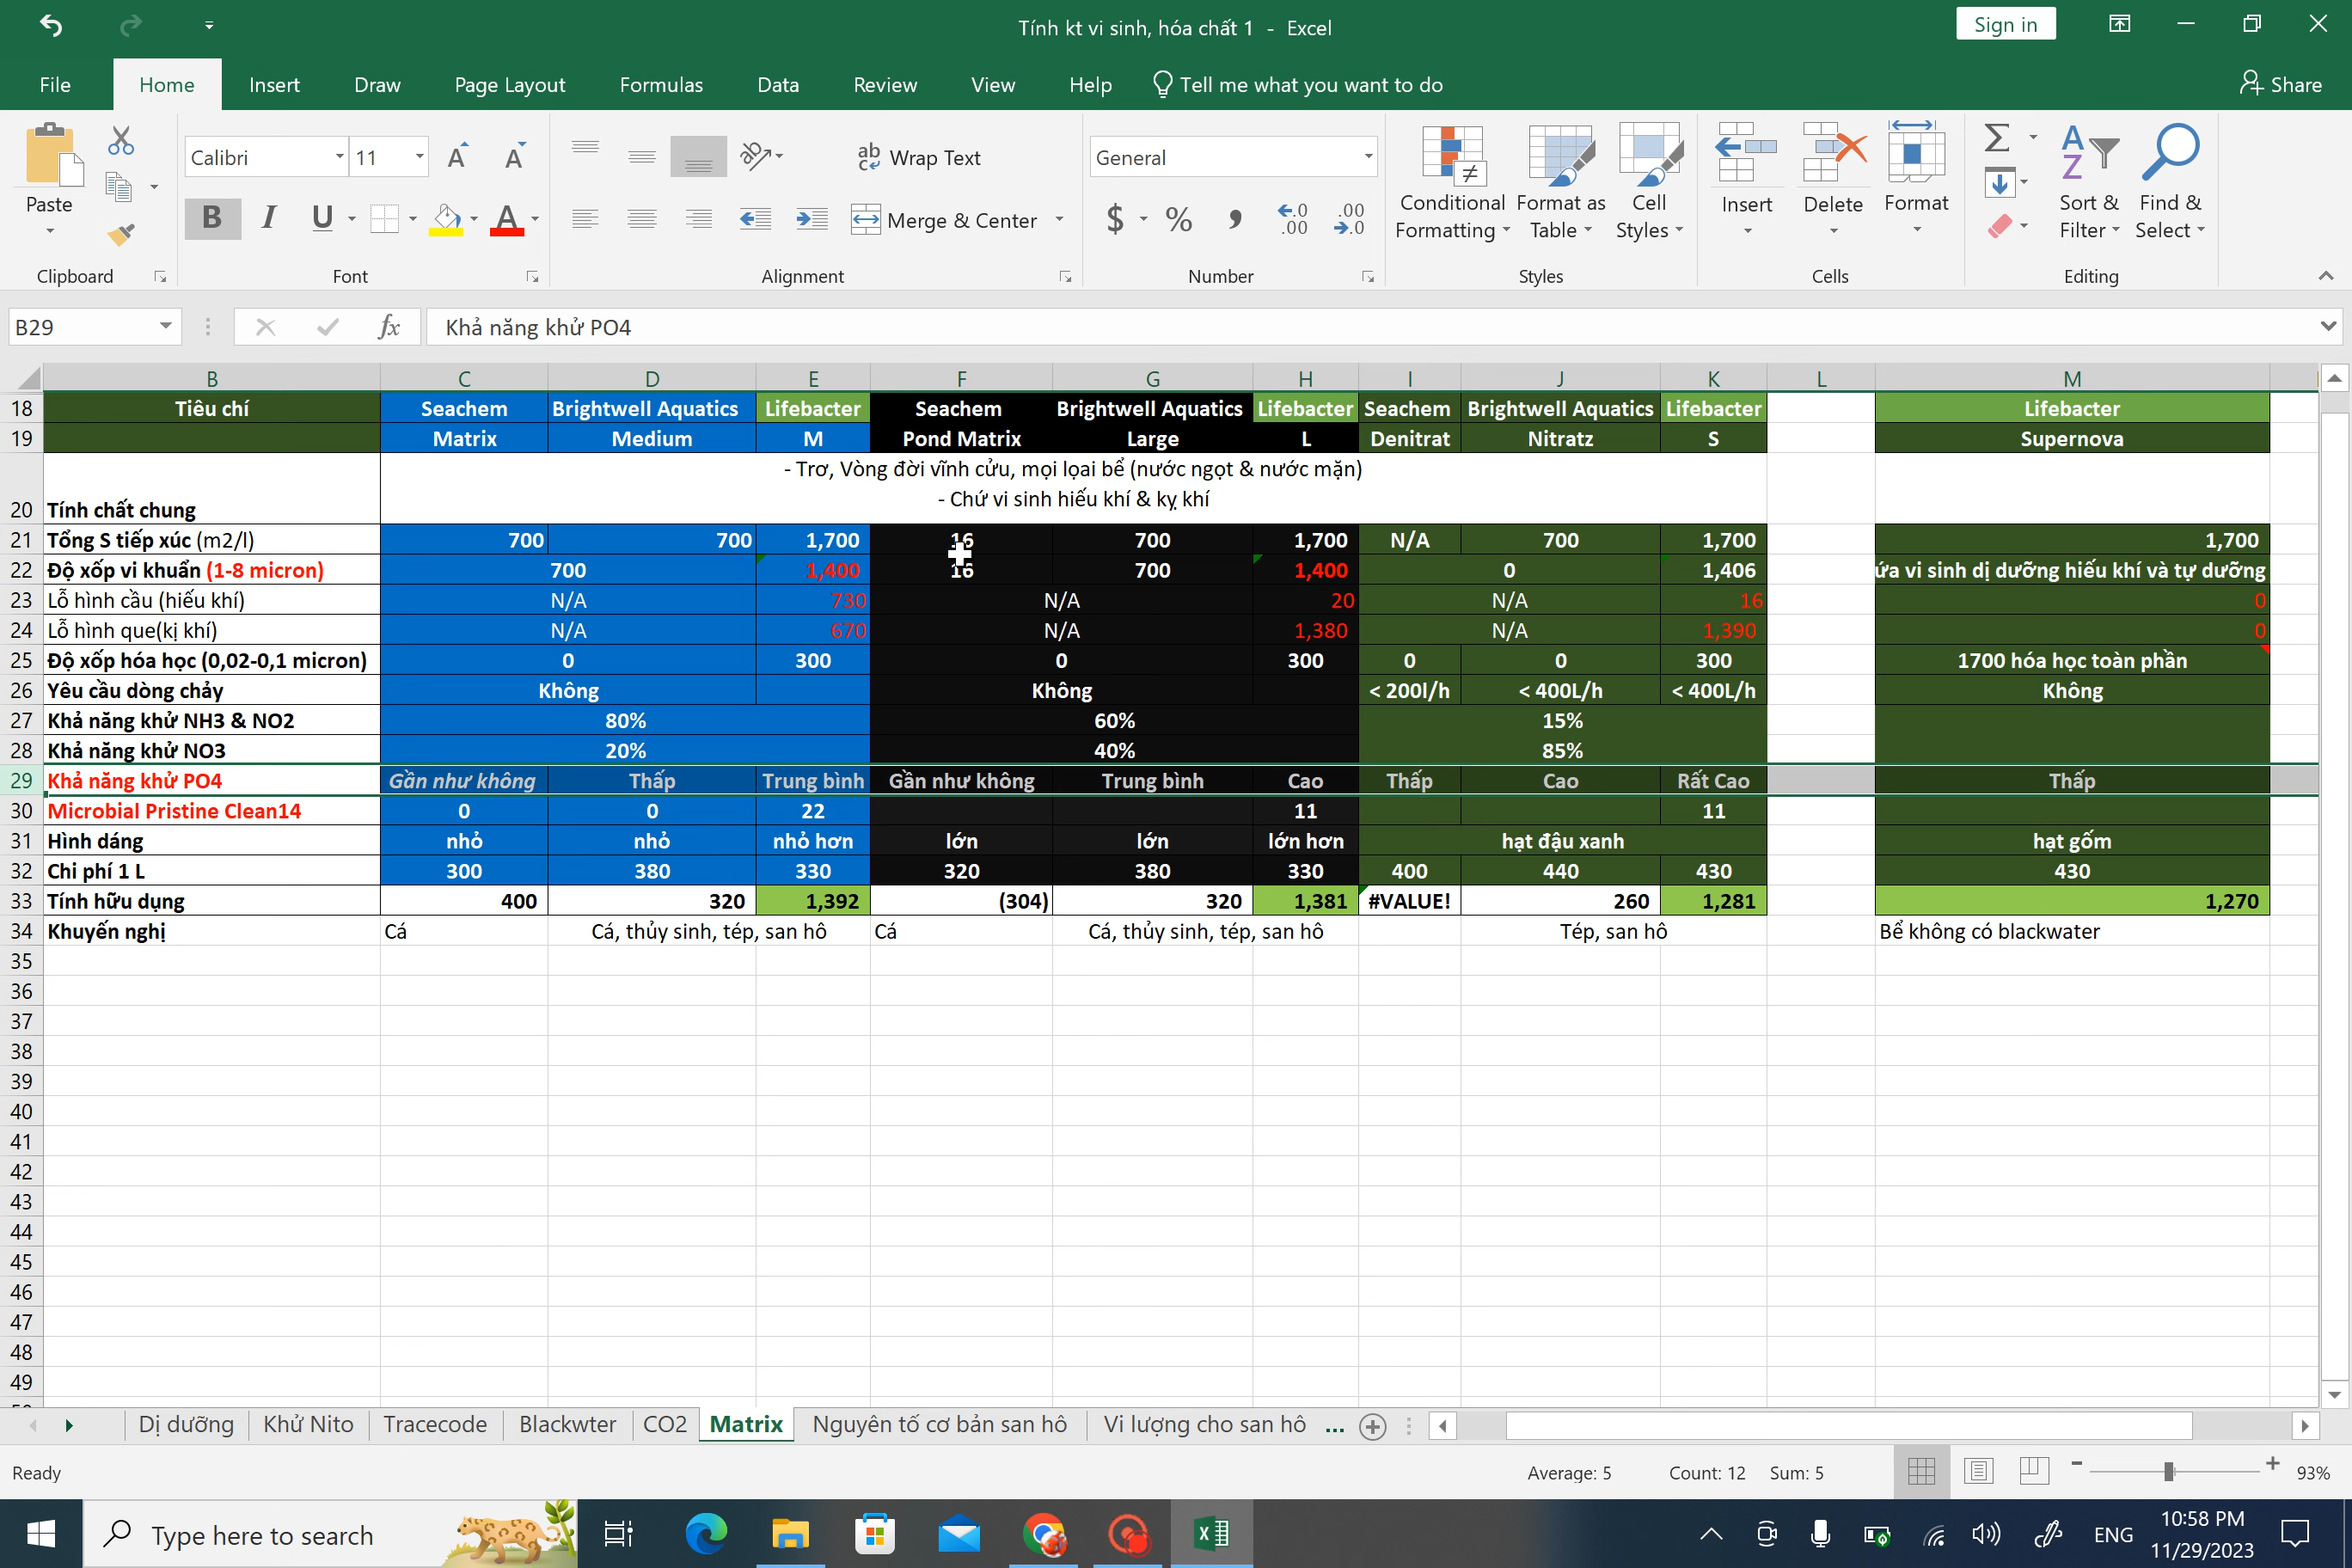 Tính kt vi sinh, hóa chất 1 - Excel
Sign in
File Home Insert Draw Page Layout Formulas Data Review View Help Tell me what you want to do Share
Paste
Calibri 11
B I U
Wrap Text
Merge & Center
General
$ %
Conditional Formatting
Format as Table
Cell Styles
Insert Delete Format
Sort & Filter
Find & Select
Clipboard Font Alignment Number Styles Cells Editing
B29 fx Khả năng khử PO4
B C D E F G H I J K L M
18 Tiêu chí Seachem Brightwell Aquatics Lifebacter Seachem Brightwell Aquatics Lifebacter Seachem Brightwell Aquatics Lifebacter Lifebacter
19 Matrix Medium M Pond Matrix Large L Denitrat Nitratz S Supernova
- Trơ, Vòng đời vĩnh cửu, mọi lọai bể (nước ngọt & nước mặn)
- Chứ vi sinh hiếu khí & kỵ khí
20 Tính chất chung
21 Tổng S tiếp xúc (m2/l) 700 700 1,700 16 700 1,700 N/A 700 1,700 1,700
22 Độ xốp vi khuẩn (1-8 micron) 700 1,400 16 700 1,400 0 1,406 ứa vi sinh dị dưỡng hiếu khí và tự dưỡng
23 Lỗ hình cầu (hiếu khí) N/A 730 N/A 20 N/A 16 0
24 Lỗ hình que(kị khí) N/A 670 N/A 1,380 N/A 1,390 0
25 Độ xốp hóa học (0,02-0,1 micron) 0 300 0 300 0 0 300 1700 hóa học toàn phần
26 Yêu cầu dòng chảy Không Không < 200l/h < 400L/h < 400L/h Không
27 Khả năng khử NH3 & NO2 80% 60% 15%
28 Khả năng khử NO3 20% 40% 85%
29 Khả năng khử PO4 Gần như không Thấp Trung bình Gần như không Trung bình Cao Thấp Cao Rất Cao Thấp
30 Microbial Pristine Clean14 0 0 22 11 11
31 Hình dáng nhỏ nhỏ nhỏ hơn lớn lớn lớn hơn hạt đậu xanh hạt gốm
32 Chi phí 1 L 300 380 330 320 380 330 400 440 430 430
33 Tính hữu dụng 400 320 1,392 (304) 320 1,381 #VALUE! 260 1,281 1,270
34 Khuyến nghị Cá Cá, thủy sinh, tép, san hô Cá Cá, thủy sinh, tép, san hô Tép, san hô Bể không có blackwater
35
36
37
38
39
40
41
42
43
44
45
46
47
48
49
Dị dưỡng Khử Nito Tracecode Blackwter CO2 Matrix Nguyên tố cơ bản san hô Vi lượng cho san hô ...
Ready Average: 5 Count: 12 Sum: 5 93%
Type here to search ENG 10:58 PM
11/29/2023